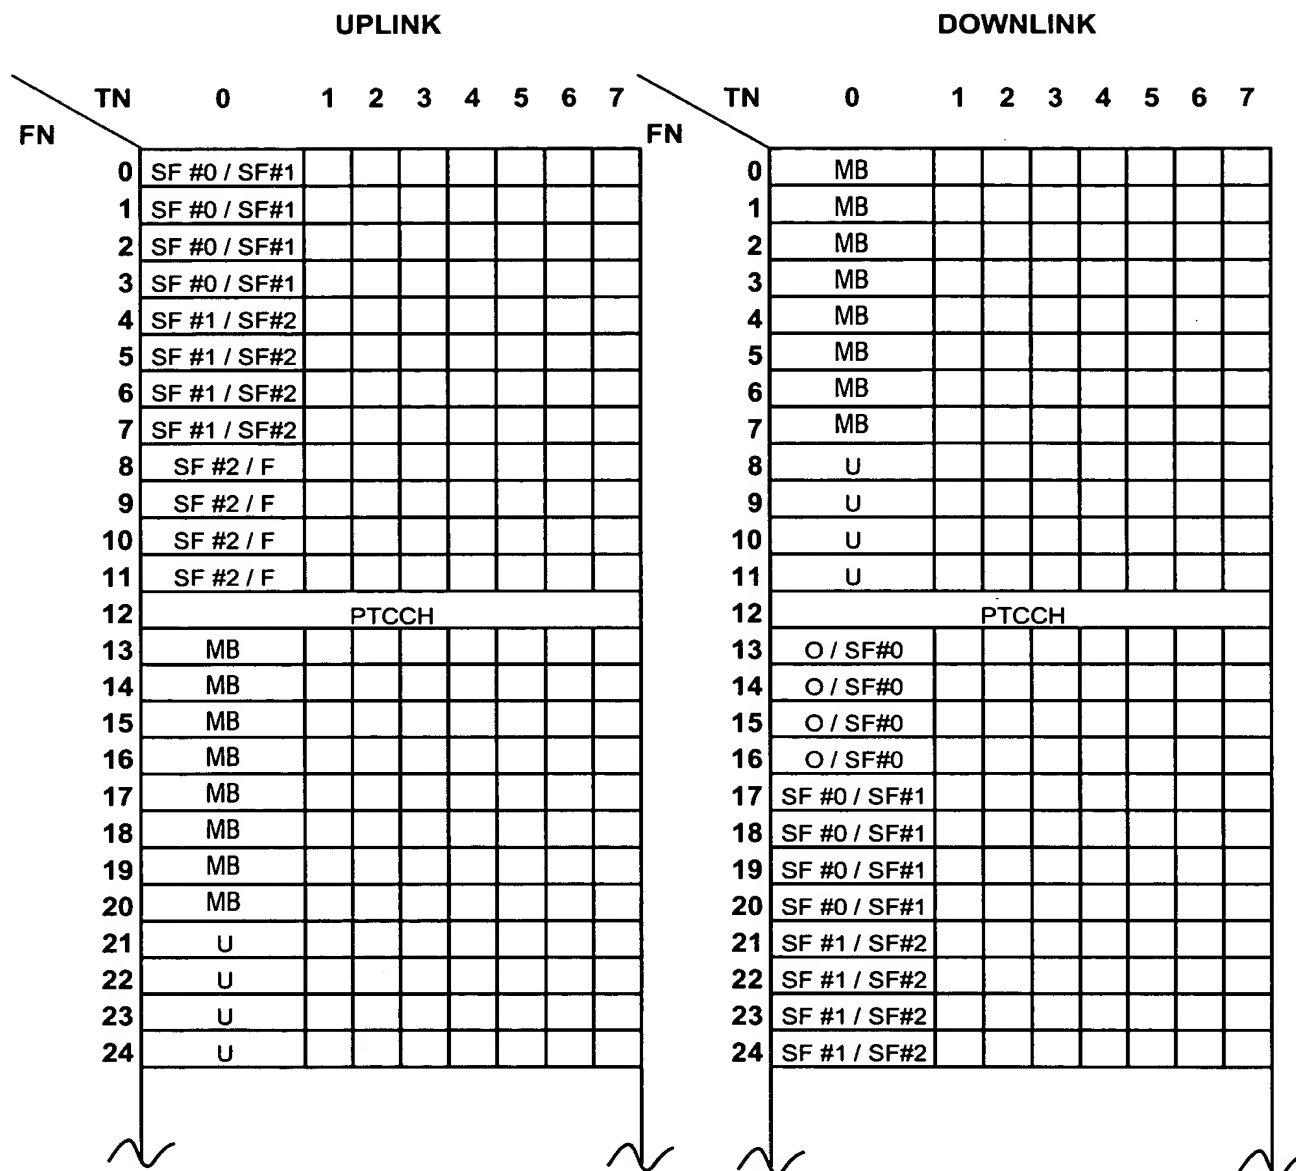 UPLINK DOWNLINK
TN 0 1 2 3 4 5 6 7 TN 0 1 2 3 4 5 6 7
FN FN
0 SF #0 / SF#1 0 MB
1 SF #0 / SF#1 1 MB
2 SF #0 / SF#1 2 MB
3 SF #0 / SF#1 3 MB
4 SF #1 / SF#2 4 MB
5 SF #1 / SF#2 5 MB
6 SF #1 / SF#2 6 MB
7 SF #1 / SF#2 7 MB
8 SF #2 / F 8 U
9 SF #2 / F 9 U
10 SF #2 / F 10 U
11 SF #2 / F 11 U
12 PTCCH 12 PTCCH
13 MB 13 O / SF#0
14 MB 14 O / SF#0
15 MB 15 O / SF#0
16 MB 16 O / SF#0
17 MB 17 SF #0 / SF#1
18 MB 18 SF #0 / SF#1
19 MB 19 SF #0 / SF#1
20 MB 20 SF #0 / SF#1
21 U 21 SF #1 / SF#2
22 U 22 SF #1 / SF#2
23 U 23 SF #1 / SF#2
24 U 24 SF #1 / SF#2